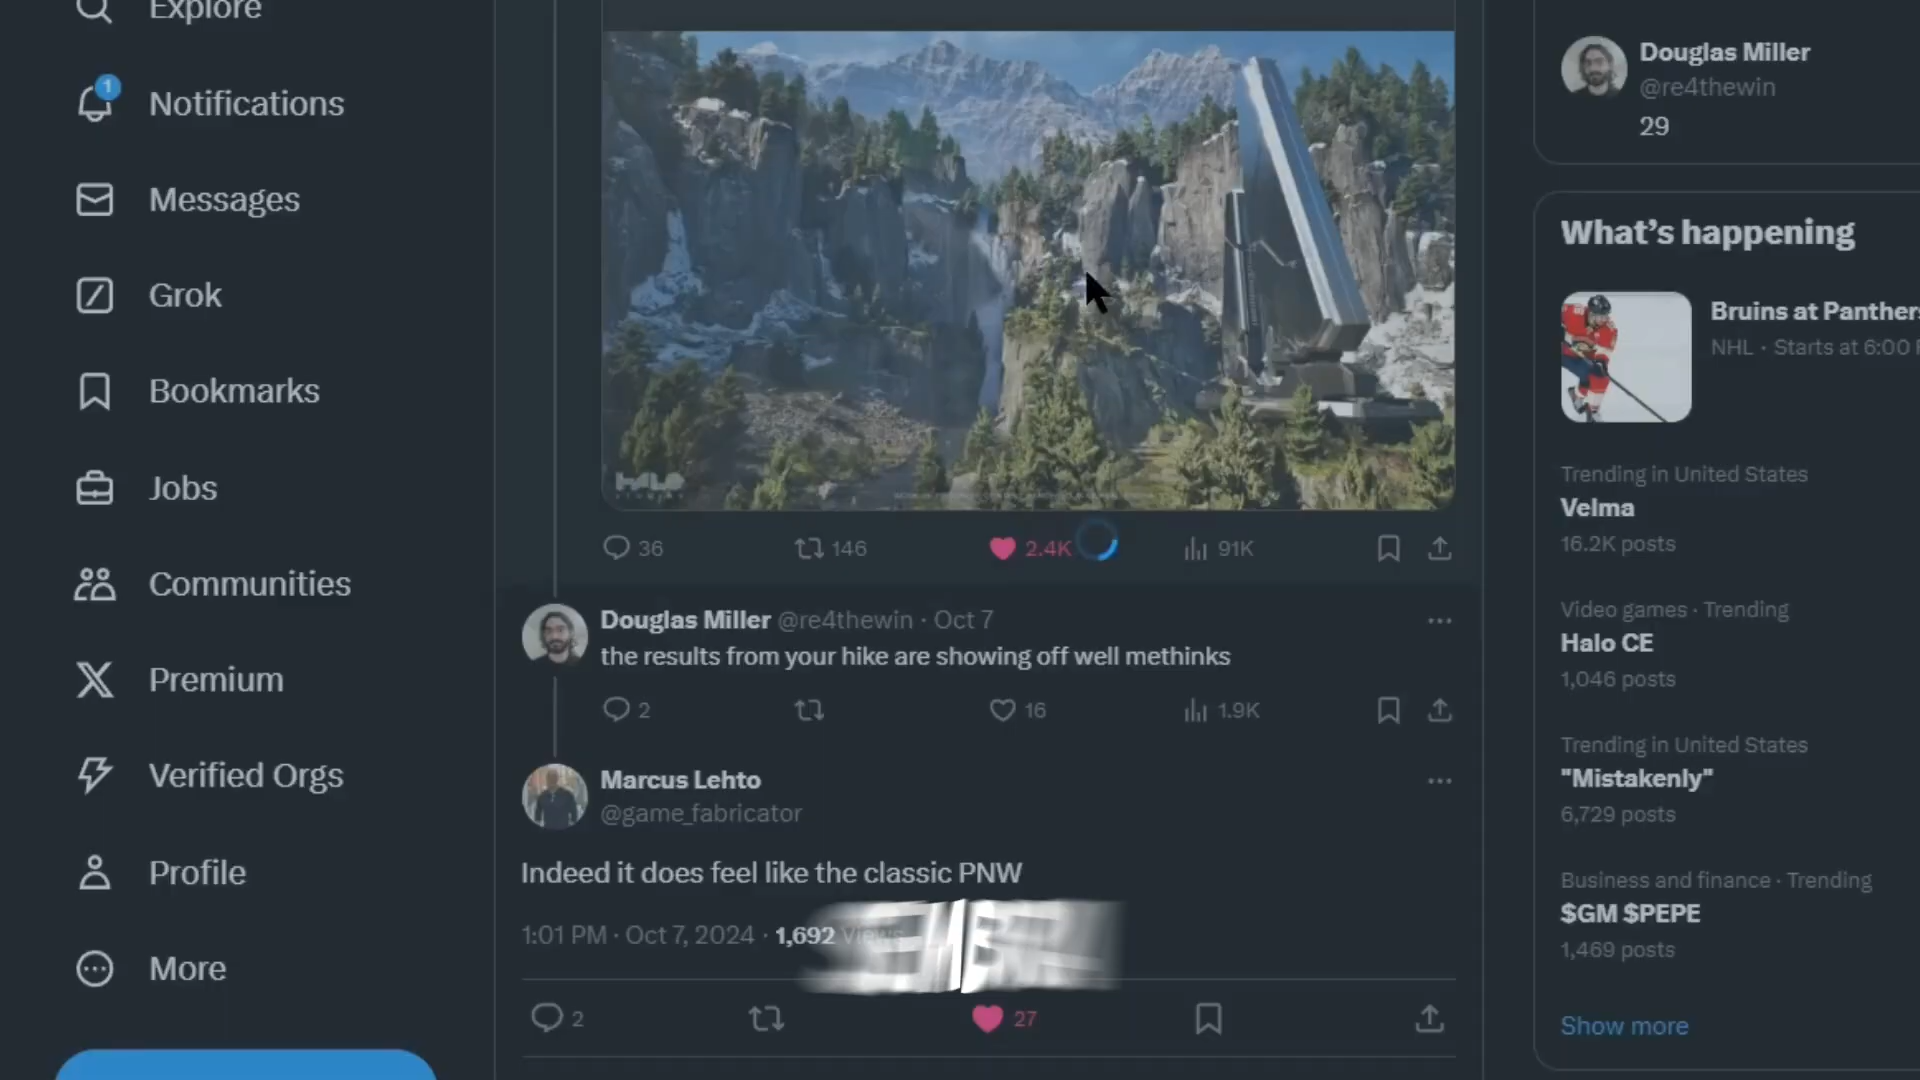 Explore
1
Notifications
Messages
Grok
Bookmarks
Jobs
Communities
Premium
Verified Orgs
Profile
More
HALO
STUDIOS
36
146
2.4K
91K
Douglas Miller @re4thewin · Oct 7
the results from your hike are showing off well methinks
2
16
1.9K
Marcus Lehto
@game_fabricator
Indeed it does feel like the classic PNW
1:01 PM · Oct 7, 2024 · 1,692 Views
2
27
Douglas Miller
@re4thewin
29
What's happening
Bruins at Panthers
NHL · Starts at 6:00
Trending in United States
Velma
16.2K posts
Video games · Trending
Halo CE
1,046 posts
Trending in United States
"Mistakenly"
6,729 posts
Business and finance · Trending
$GM $PEPE
1,469 posts
Show more